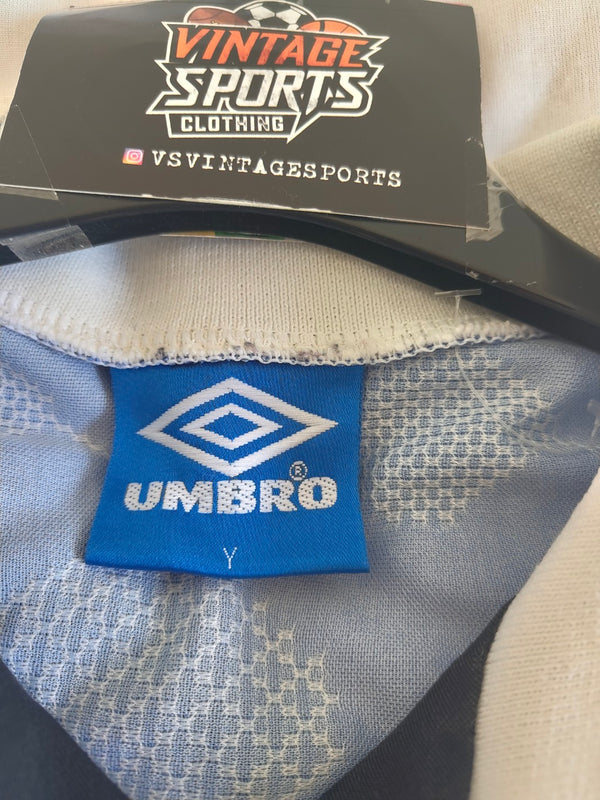 VINTAGE
SPORTS
CLOTHING
VSVINTAGESPORTS
UMBRO®
Y